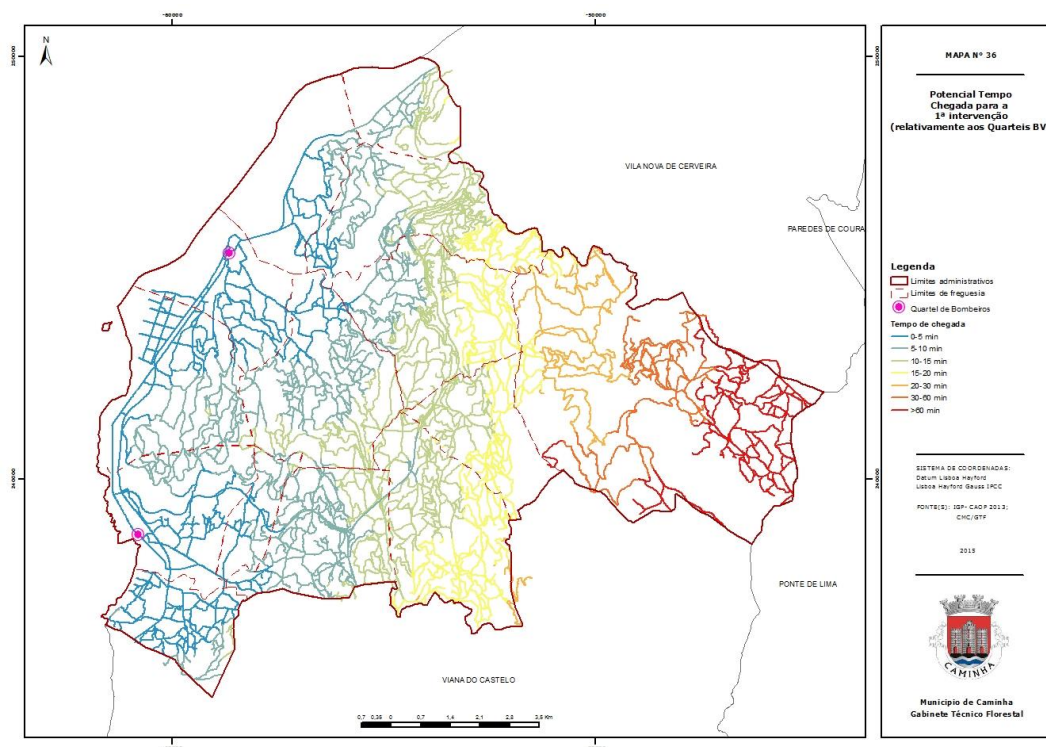 -60000
-50000
250000
250000
N
VILA NOVA DE CERVEIRA
PAREDES DE COURA
240000
240000
PONTE DE LIMA
VIANA DO CASTELO
0,7 0,35 0 0,7 1,4 2,1 2,8 3,5 Km
MAPA Nº 36
Potencial Tempo
Chegada para a
1ª intervenção
(relativamente aos Quarteis BV
Legenda
Limites administrativos
Limites de freguesia
Quartel de Bombeiros
Tempo de chegada
0-5 min
5-10 min
10-15 min
15-20 min
20-30 min
30-60 min
>60 min
SISTEMA DE COORDENADAS:
Datum Lisboa Hayford
Lisboa Hayford Gauss IPCC
FONTE(S): IGP- CAOP 2013;
CMC/GTF
2015
CAMINHA
Município de Caminha
Gabinete Técnico Florestal